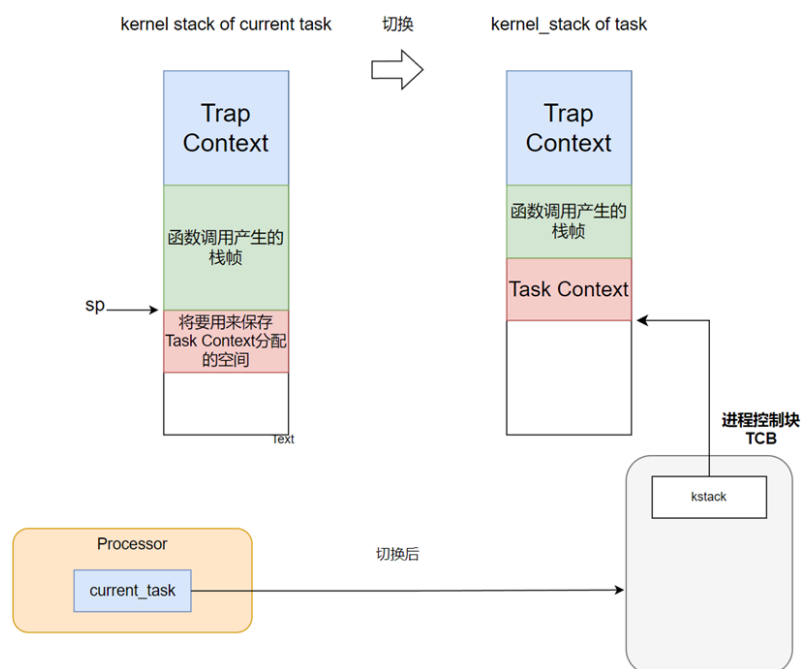 kernel stack of current task
切换
kernel_stack of task
Trap
Context
Trap
Context
函数调用产生的
栈帧
函数调用产生的
栈帧
sp
将要用来保存
Task Context分配
的空间
Task Context
Text
进程控制块
TCB
kstack
Processor
current_task
切换后